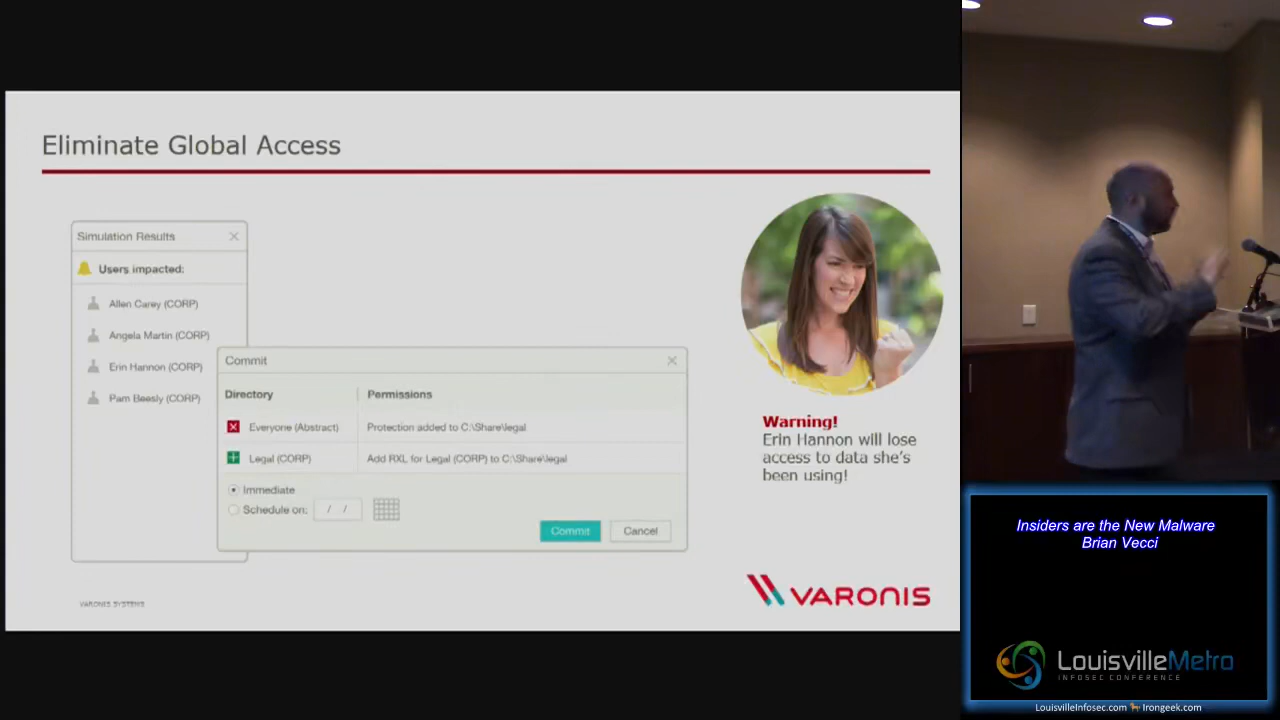 Eliminate Global Access
Simulation Results
Users impacted:
Allen Carey (CORP)
Angela Martin (CORP)
Erin Hannon (CORP)
Pam Beesly (CORP)
Commit
Directory
Permissions
Everyone (Abstract)
Protection added to C:\Share\legal
Legal (CORP)
Add RXL for Legal (CORP) to C:\Share\legal
Immediate
Schedule on:
/ /
Commit
Cancel
Warning!
Erin Hannon will lose
access to data she's
been using!
VARONIS SYSTEMS
VARONIS
Insiders are the New Malware
Brian Vecci
LouisvilleMetro
INFOSEC CONFERENCE
LouisvilleInfosec.com Irongeek.com